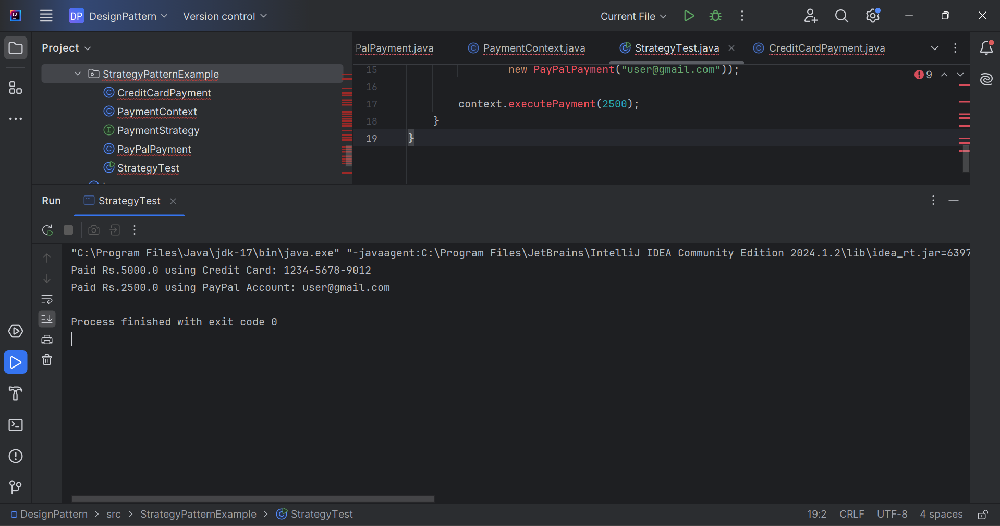 DP DesignPattern Version control Current File
Project
PalPayment.java PaymentContext.java StrategyTest.java CreditCardPayment.java
StrategyPatternExample
CreditCardPayment
PaymentContext
PaymentStrategy
PayPalPayment
StrategyTest
15 new PayPalPayment("user@gmail.com"));
9
16
17 context.executePayment(2500);
18 }
19 }
Run StrategyTest
"C:\Program Files\Java\jdk-17\bin\java.exe" "-javaagent:C:\Program Files\JetBrains\IntelliJ IDEA Community Edition 2024.1.2\lib\idea_rt.jar=6397
Paid Rs.5000.0 using Credit Card: 1234-5678-9012
Paid Rs.2500.0 using PayPal Account: user@gmail.com
Process finished with exit code 0
DesignPattern > src > StrategyPatternExample > StrategyTest 19:2 CRLF UTF-8 4 spaces